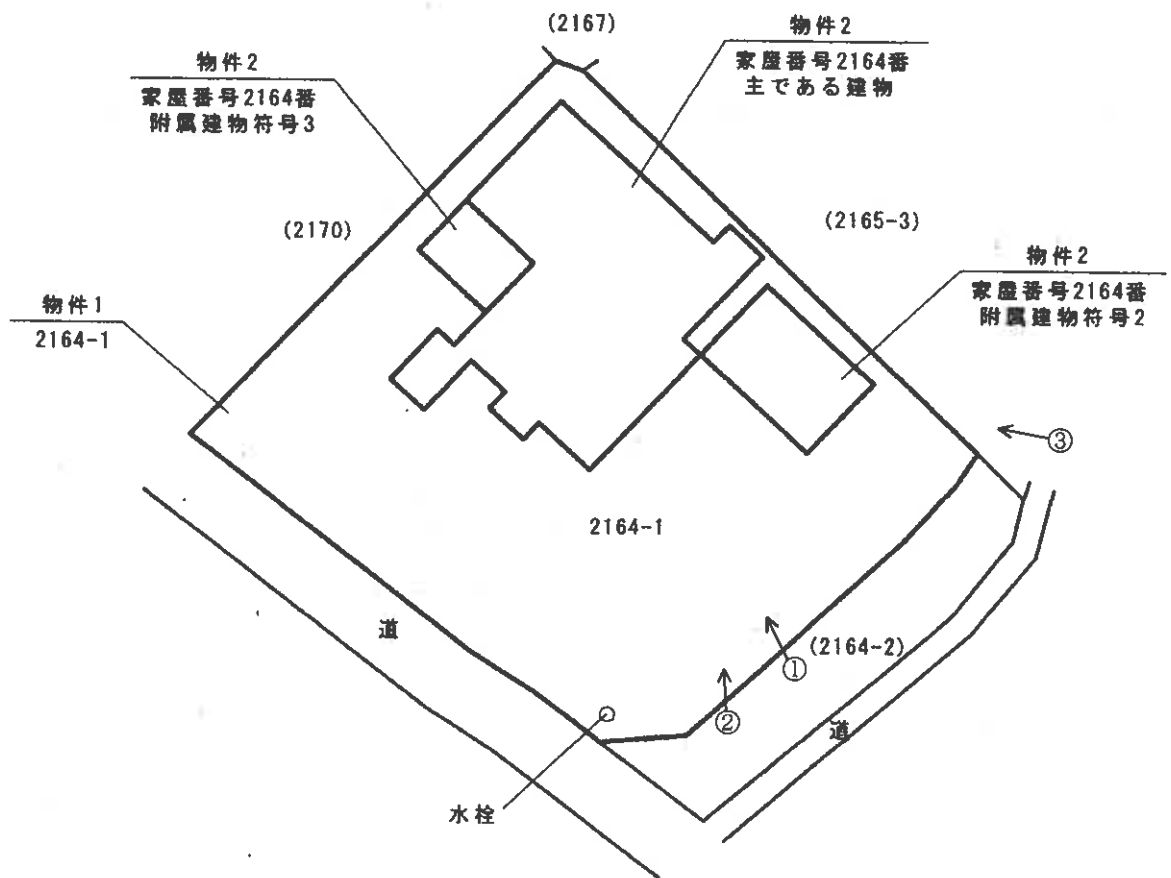 (2167)
物件2
家屋番号2164番
主である建物
物件2
家屋番号2164番
附属建物符号3
(2170)
(2165-3)
物件2
家屋番号2164番
附属建物符号2
物件1
2164-1
③
2164-1
道
(2164-2)
①
②
道
水栓